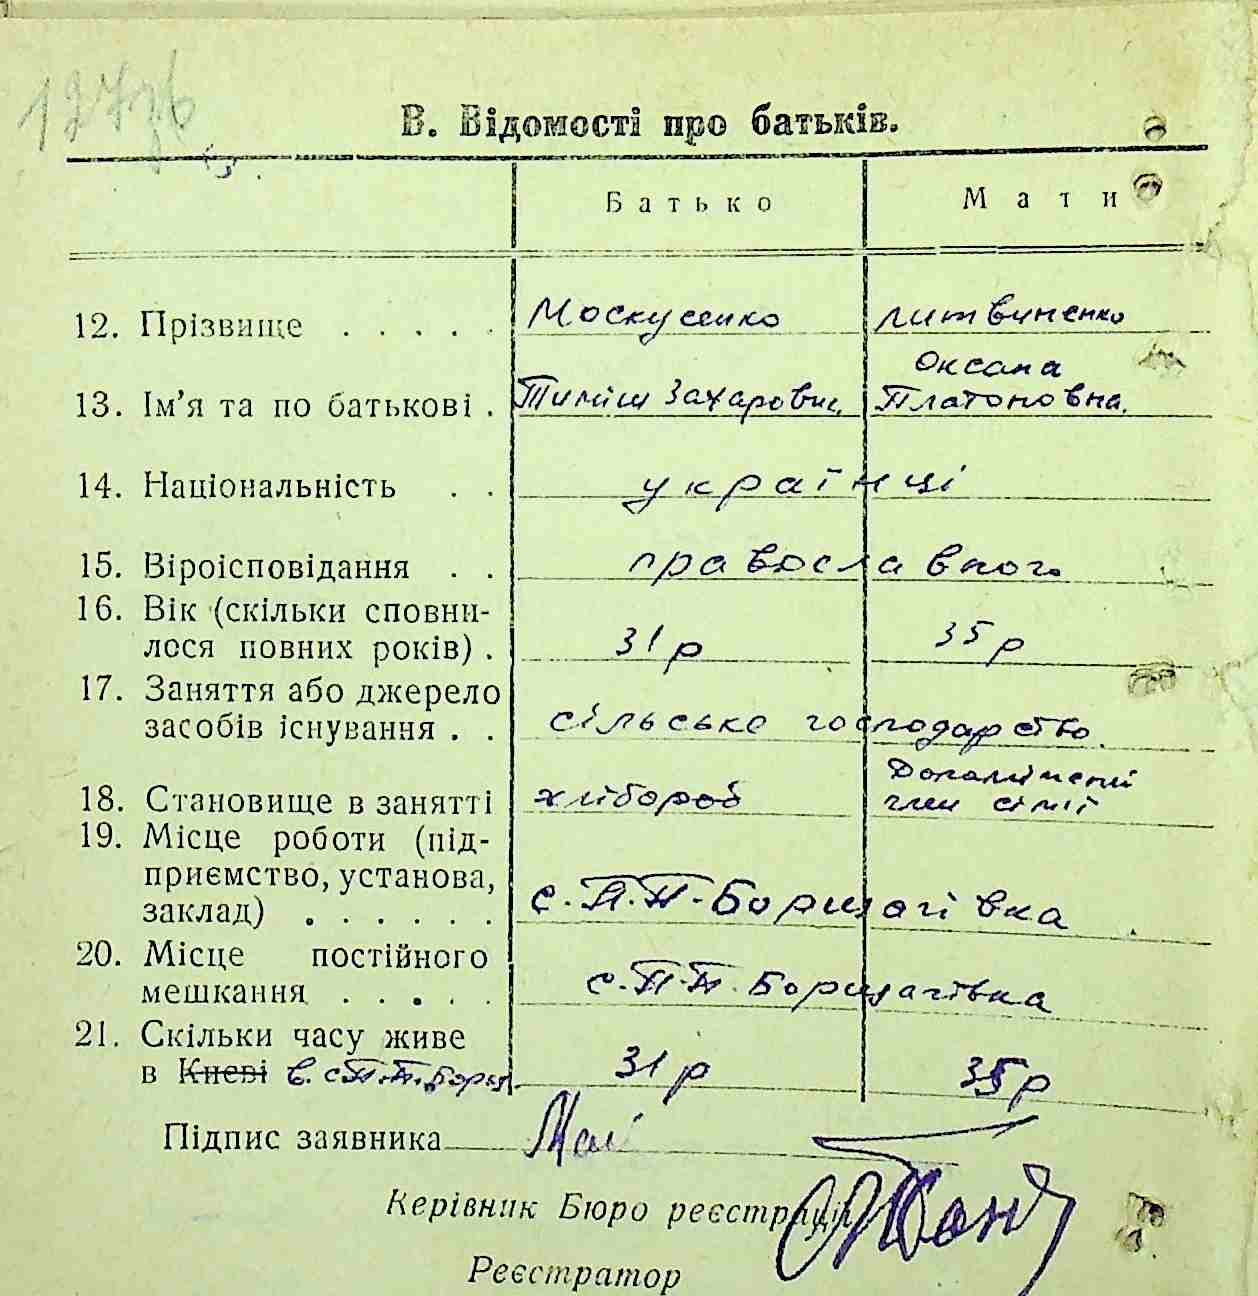 В. Відомості про батьків.
Батько Мати
12. Прізвище . . . . . Москусенко Литвиненко
Оксана
13. Ім'я та по батькові . Тиміш Захарович Платоновна.
14. Національність . . українці
15. Віроісповідання . . православного
16. Вік (скільки сповни-
лося повних років) . 31 р 35 р
17. Заняття або джерело
засобів існування . . сільське господарство.
18. Становище в занятті хлібороб член сімії
19. Місце роботи (під-
приємство, установа,
заклад) . . . . . . с. П.П.
20. Місце постійного
мешкання . . . . . с. П.П.
21. Скільки часу живе
в Києві в. с. П.П. 31 р 35 р
Підпис заявника
Керівник Бюро реєстрації
Реєстратор